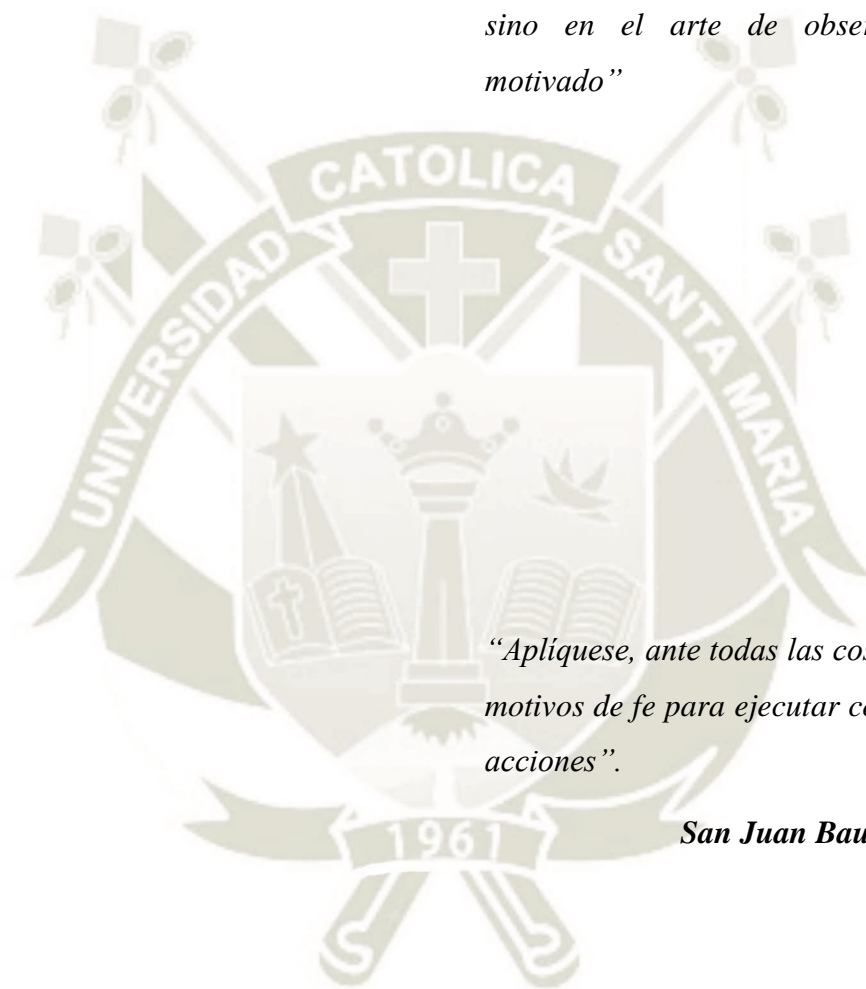 sino en el arte de obser
motivado”
UNIVERSIDAD CATOLICA SANTA MARIA
“Aplíquese, ante todas las cos
motivos de fe para ejecutar c
acciones”.
San Juan Bau
1961